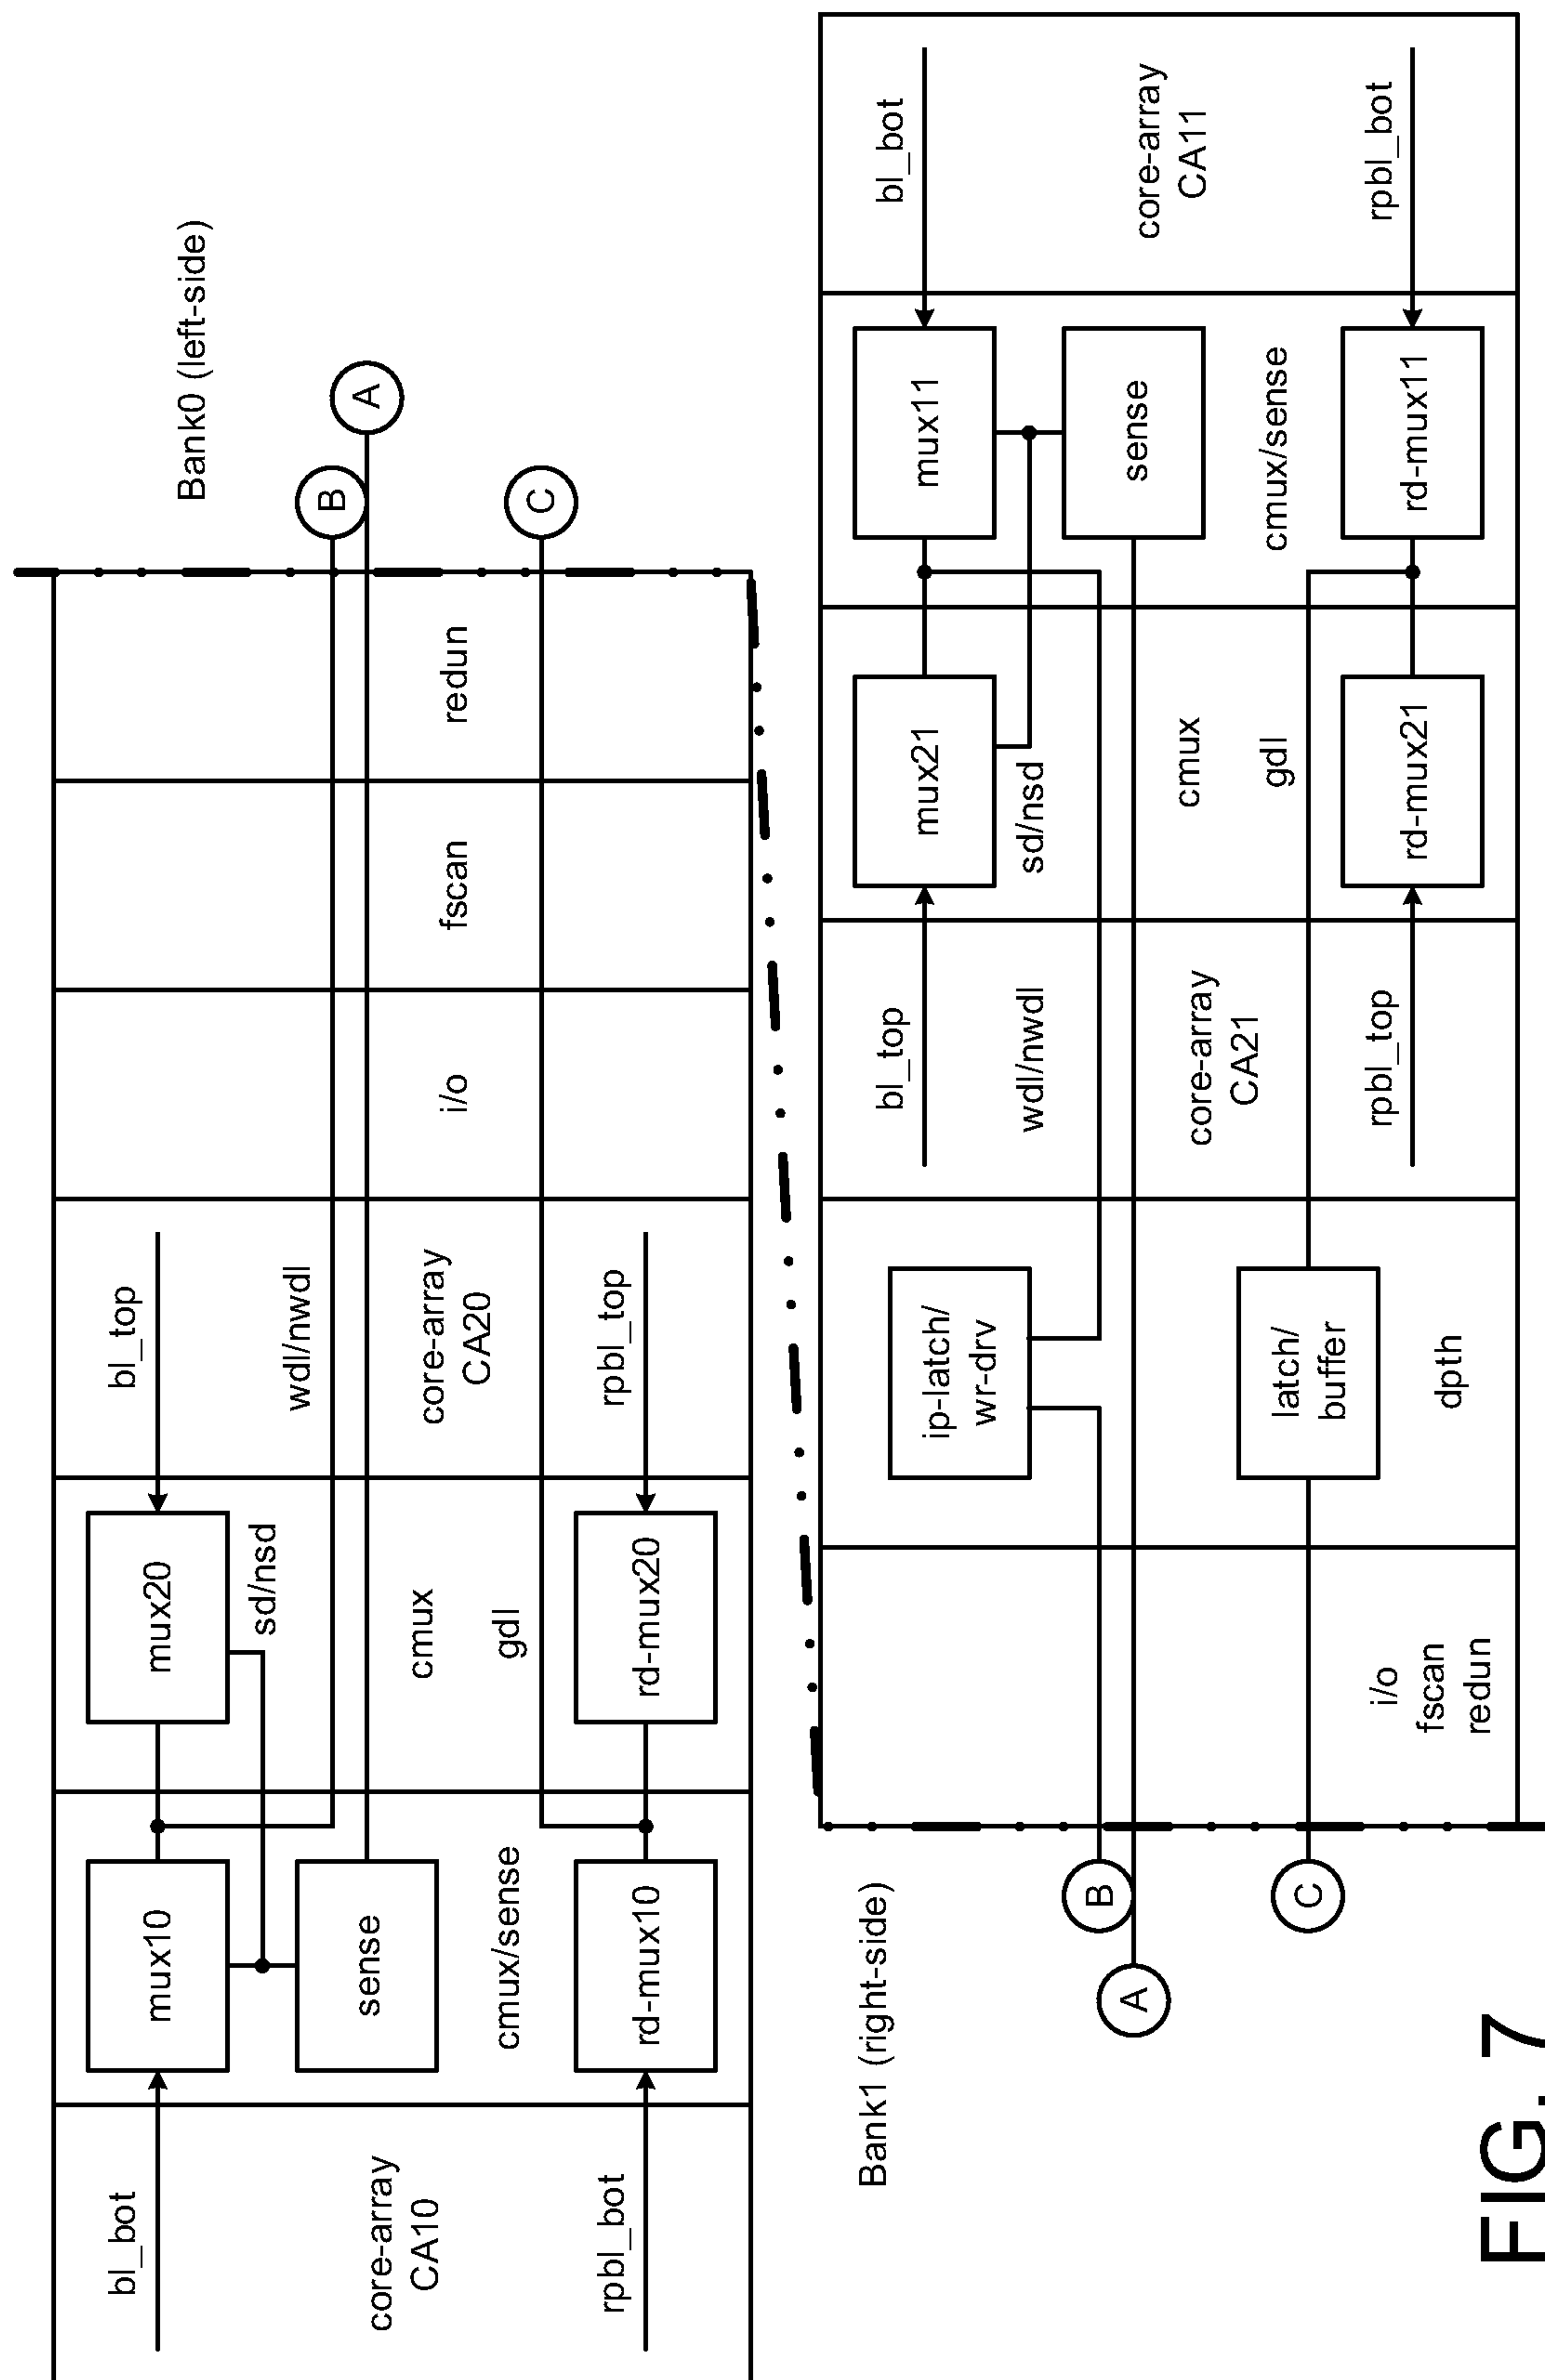 Bank0 (left-side)
bl_bot
core-array
CA10
rpbl_bot
mux10
sense
cmux/sense
rd-mux10
mux20
sd/nsd
cmux
gdl
rd-mux20
bl_top
wdl/nwdl
core-array
CA20
rpbl_top
i/o
fscan
redun
B
A
C
Bank1 (right-side)
B
A
C
i/o
fscan
redun
ip-latch/
wr-drv
latch/
buffer
dpth
bl_top
wdl/nwdl
core-array
CA21
rpbl_top
mux21
sd/nsd
cmux
gdl
rd-mux21
mux11
sense
cmux/sense
rd-mux11
bl_bot
core-array
CA11
rpbl_bot
FIG. 7